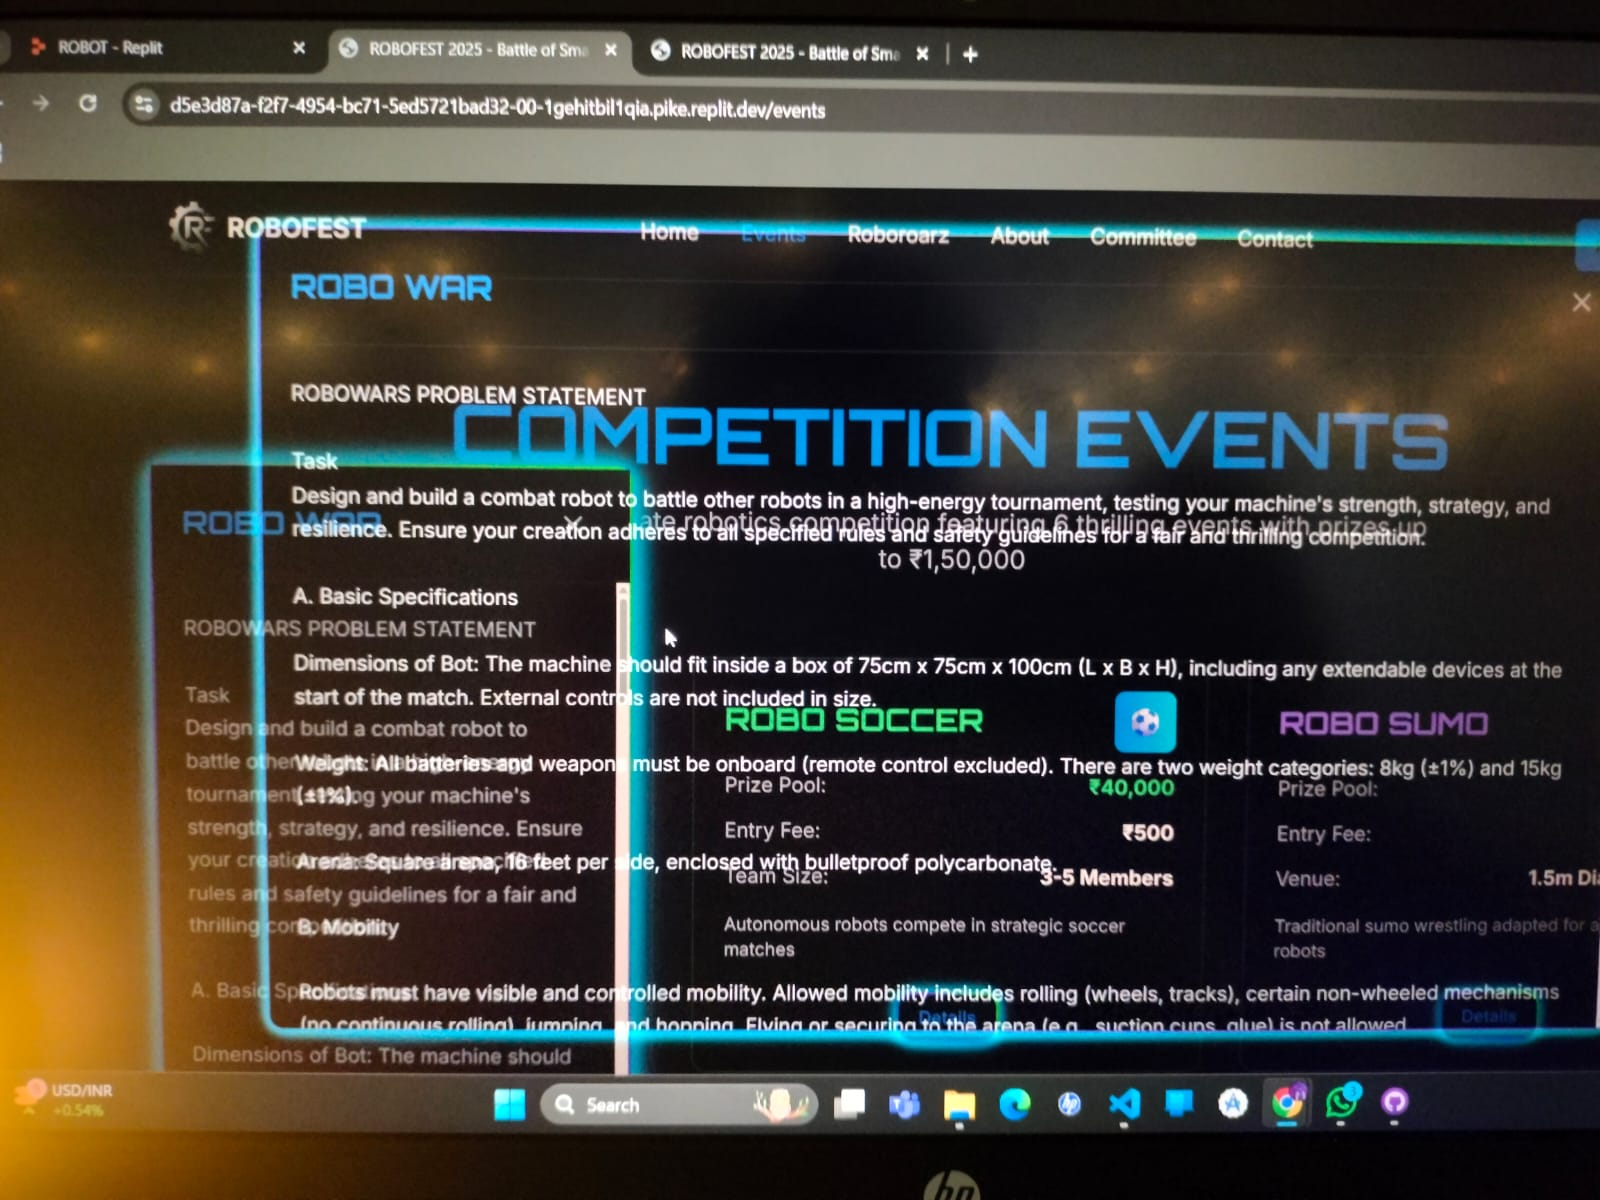 ROBOT - Replit
ROBOFEST 2025 - Battle of Sma
ROBOFEST 2025 - Battle of Sma
d5e3d87a-f2f7-4954-bc71-5ed5721bad32-00-1gehitbil1qia.pike.replit.dev/events
ROBOFEST
Home Events Roboroarz About Committee Contact
ROBO WAR
ROBOWARS PROBLEM STATEMENT
COMPETITION EVENTS
Task
Design and build a combat robot to battle other robots in a high-energy tournament, testing your machine's strength, strategy, and
resilience. Ensure your creation adheres to all specified rules and safety guidelines for a fair and thrilling competition.
ate robotics competition featuring 6 thrilling events with prizes up
to ₹1,50,000
A. Basic Specifications
Dimensions of Bot: The machine should fit inside a box of 75cm x 75cm x 100cm (L x B x H), including any extendable devices at the
start of the match. External controls are not included in size.
Weight: All batteries and weapons must be onboard (remote control excluded). There are two weight categories: 8kg (±1%) and 15kg
(±1%).
Arena: Square arena, 16 feet per side, enclosed with bulletproof polycarbonate.
B. Mobility
Robots must have visible and controlled mobility. Allowed mobility includes rolling (wheels, tracks), certain non-wheeled mechanisms
(no continuous rolling), jumping, and hopping. Flying or securing to the arena (e.g., suction cups, glue) is not allowed.
ROBO WAR
ROBOWARS PROBLEM STATEMENT
Task
Design and build a combat robot to
battle other
tournament, testing your machine's
strength, strategy, and resilience. Ensure
your creation
rules and safety guidelines for a fair and
thrilling
A. Basic
Dimensions of Bot: The machine should
ROBO SOCCER
Prize Pool: ₹40,000
Entry Fee: ₹500
Team Size: 3-5 Members
Autonomous robots compete in strategic soccer
matches
Details
ROBO SUMO
Prize Pool:
Entry Fee:
Venue: 1.5m Dia
Traditional sumo wrestling adapted for a
robots
Details
USD/INR
+0.54%
Search
hp